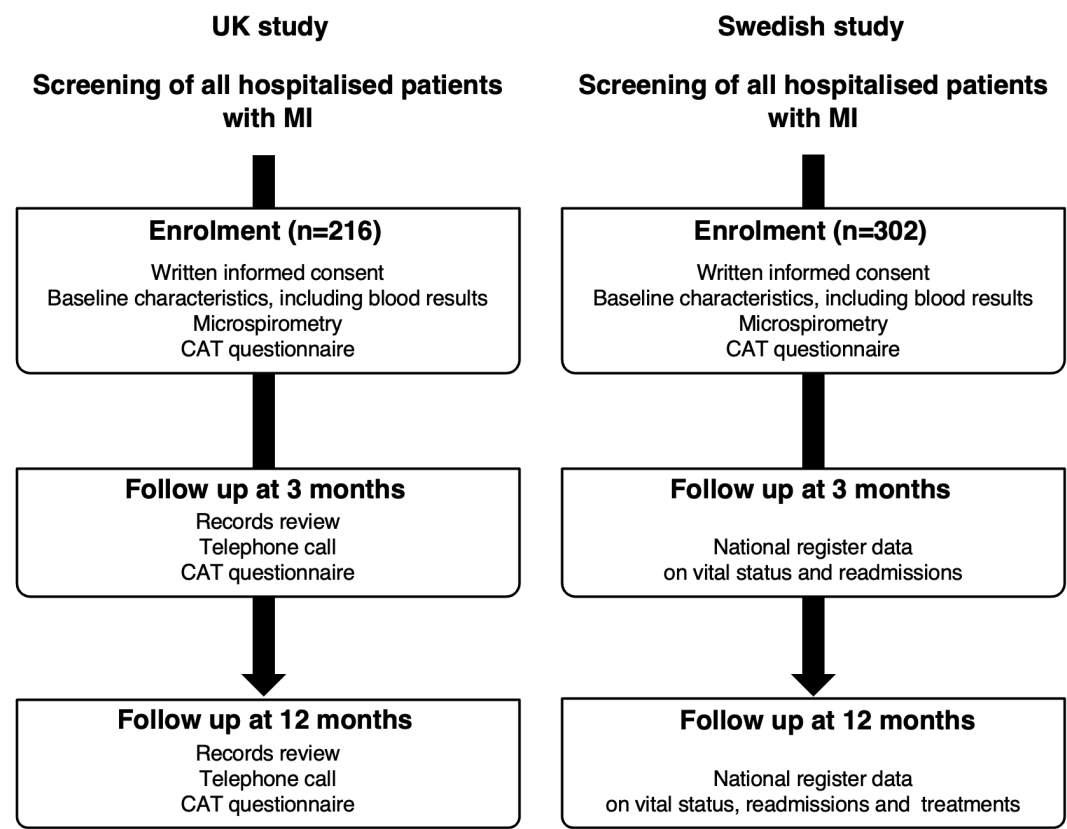 UK study
Screening of all hospitalised patients
with MI
Enrolment (n=216)
Written informed consent
Baseline characteristics, including blood results
Microspirometry
CAT questionnaire
Follow up at 3 months
Records review
Telephone call
CAT questionnaire
Follow up at 12 months
Records review
Telephone call
CAT questionnaire
Swedish study
Screening of all hospitalised patients
with MI
Enrolment (n=302)
Written informed consent
Baseline characteristics, including blood results
Microspirometry
CAT questionnaire
Follow up at 3 months
National register data
on vital status and readmissions
Follow up at 12 months
National register data
on vital status, readmissions and treatments